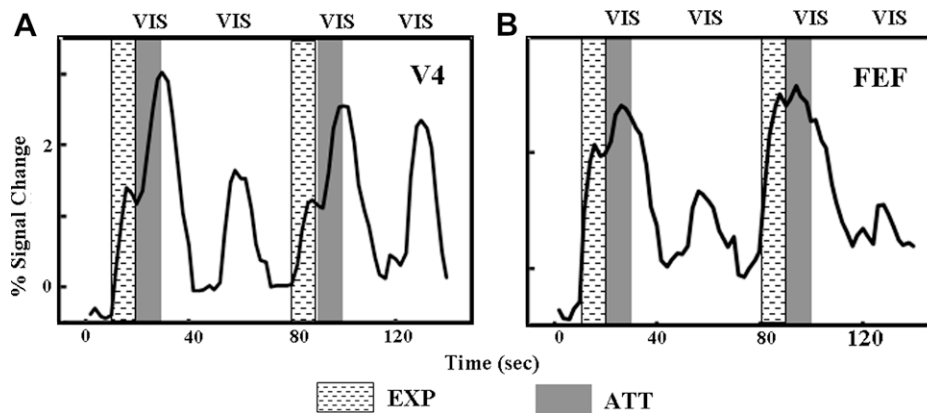 A VIS VIS VIS VIS
B VIS VIS VIS VIS
V4
FEF
% Signal Change
2
0
0 40 80 120
0 40 80 120
Time (sec)
EXP ATT